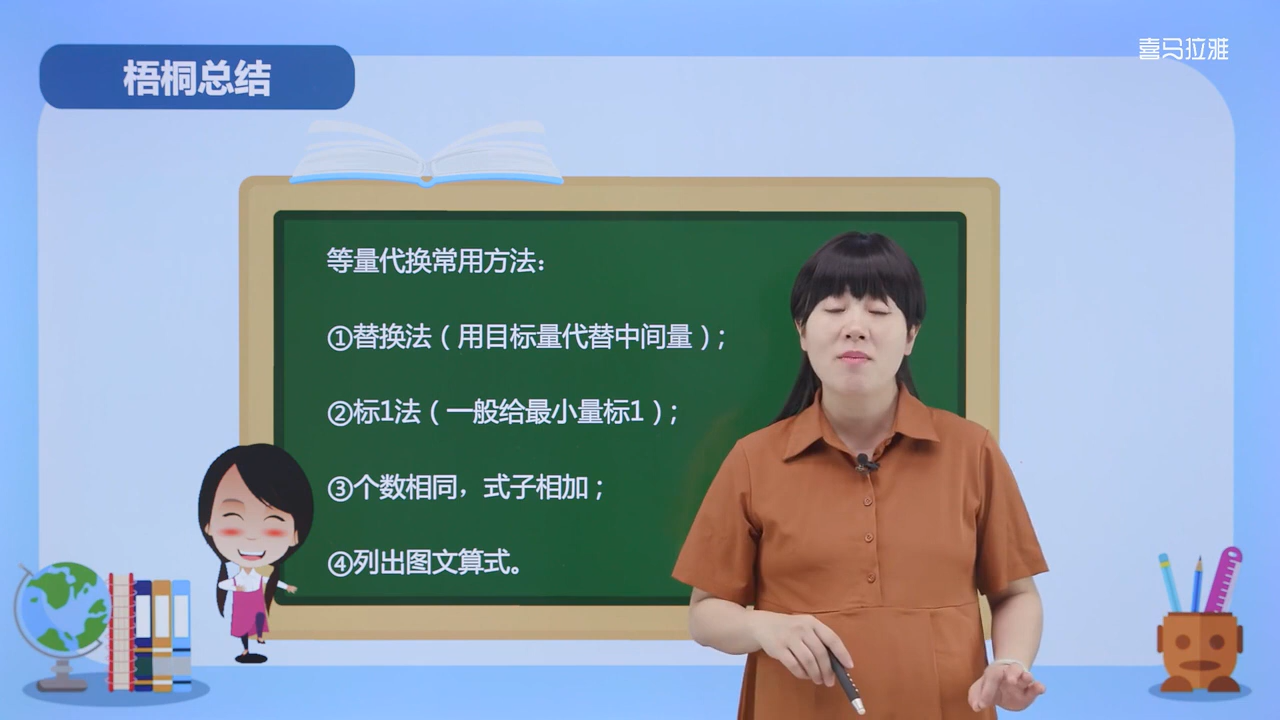 喜马拉雅
梧桐总结
等量代换常用方法：
①替换法（用目标量代替中间量）；
②标1法（一般给最小量标1）；
③个数相同，式子相加；
④列出图文算式。